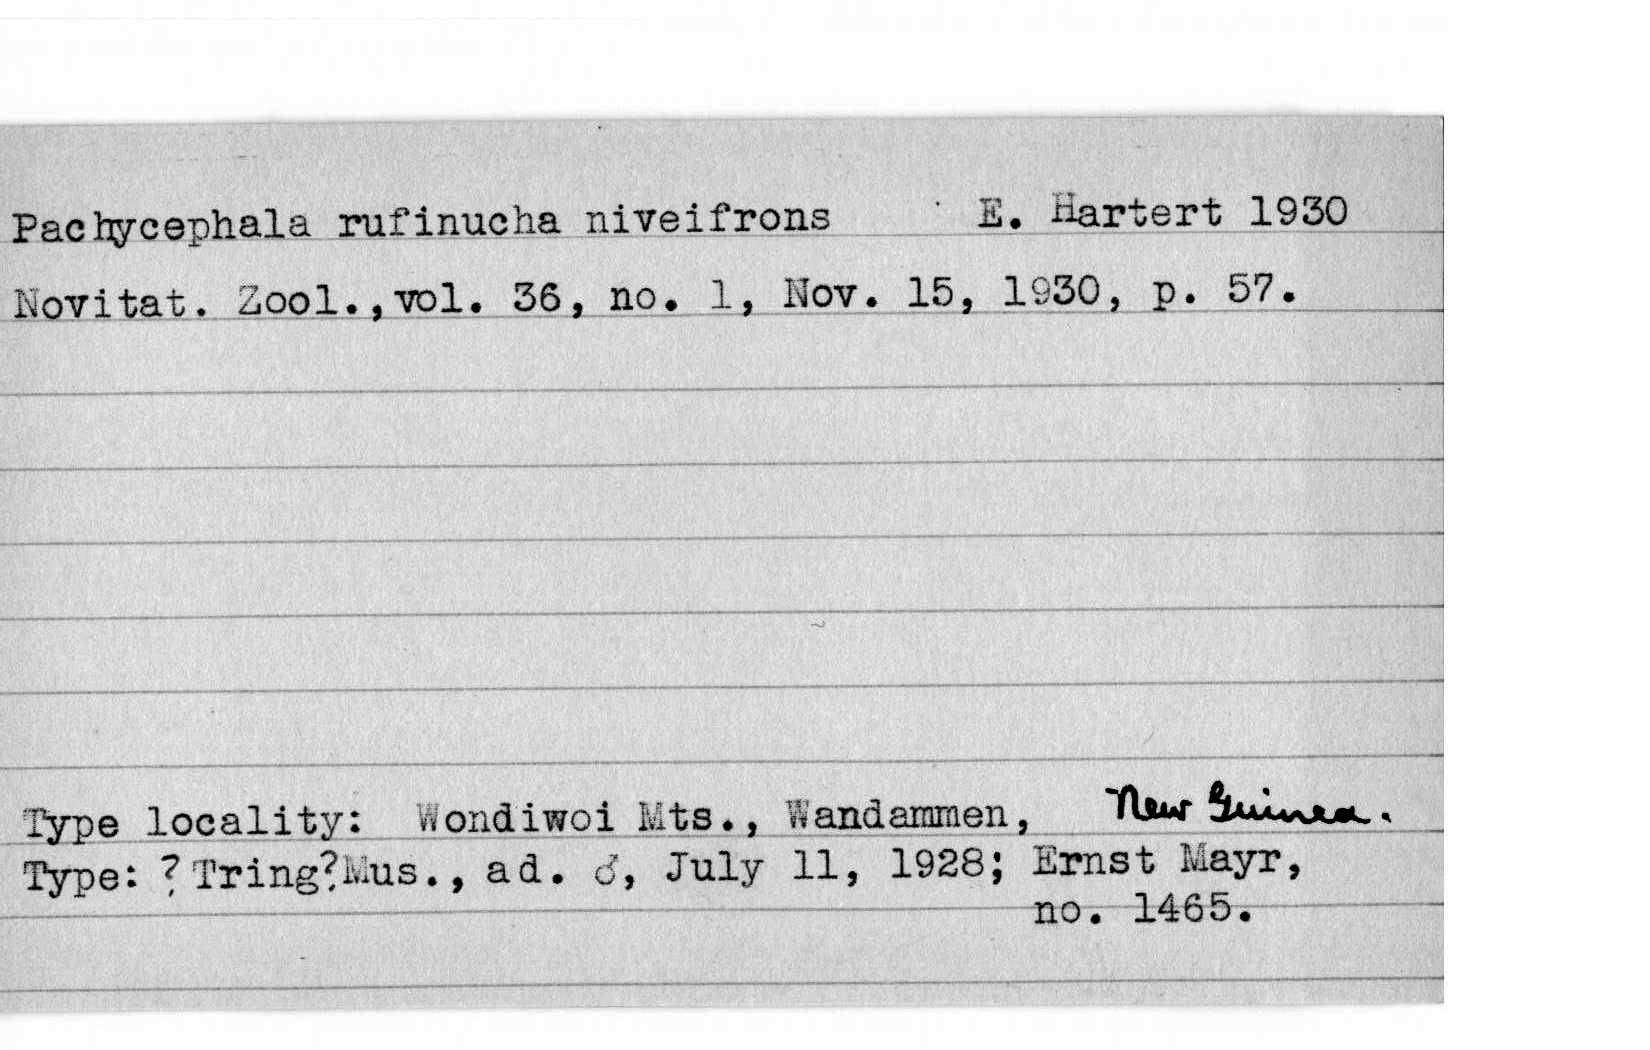 Pachycephala rufinucha niveifrons E. Hartert 1930
Novitat. Zool., vol. 36, no. 1, Nov. 15, 1930, p. 57.
Type locality: Wondiwoi Mts., Wandammen, New Guinea.
Type: ? Tring? Mus., ad. ♂, July 11, 1928; Ernst Mayr,
no. 1465.